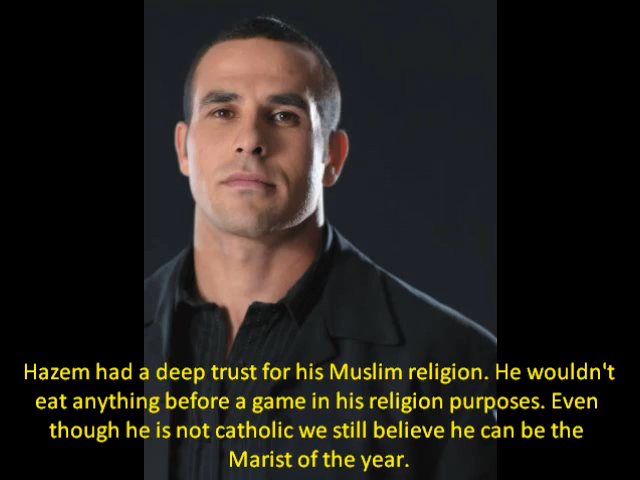 Hazem had a deep trust for his Muslim religion. He wouldn't
eat anything before a game in his religion purposes. Even
though he is not catholic we still believe he can be the
Marist of the year.